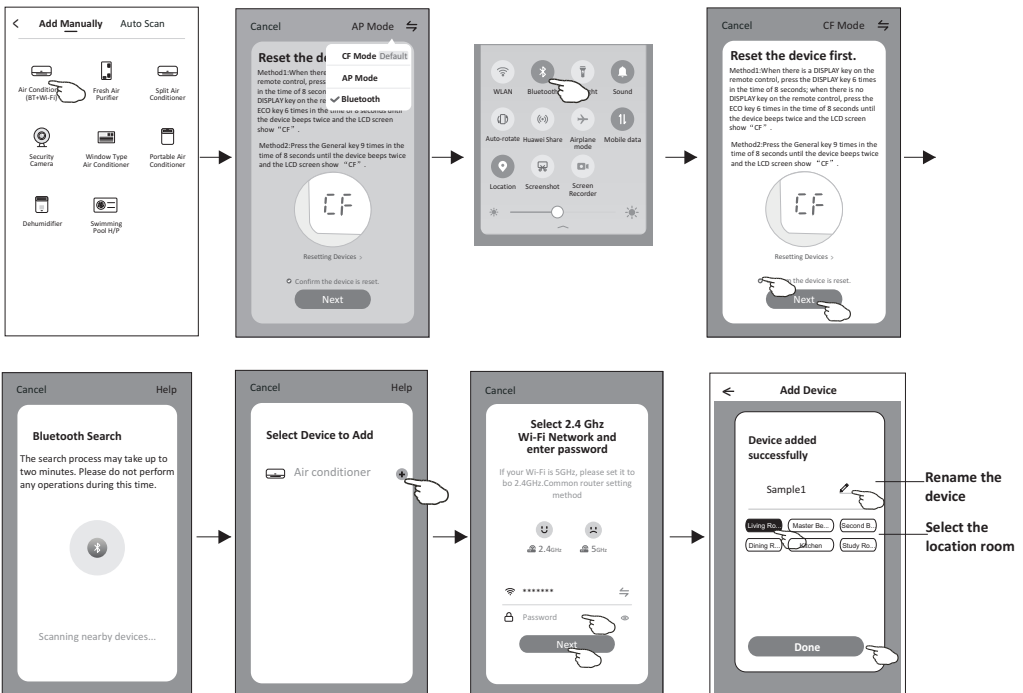 Add Manually
Auto Scan
Air Condition
(BT+Wi-Fi)
Fresh Air
Purifier
Split Air
Conditioner
Security
Camera
Window Type
Air Conditioner
Portable Air
Conditioner
Dehumidifier
Swimming
Pool H/P
Cancel
AP Mode
CF Mode Default
AP Mode
Bluetooth
Reset the d
Method1:When there
remote control, press
in the time of 8 secon
DISPLAY key on the re
ECO key 6 times in the time of 8 seconds until
the device beeps twice and the LCD screen
show “CF”.
Method2:Press the General key 9 times in the
time of 8 seconds until the device beeps twice
and the LCD screen show “CF”.
CF
Resetting Devices >
Confirm the device is reset.
Next
WLAN
Bluetooth
ht
Sound
Auto-rotate
Huawei Share
Airplane
mode
Mobile data
Location
Screenshot
Screen
Recorder
Cancel
CF Mode
Reset the device first.
Method1:When there is a DISPLAY key on the
remote control, press the DISPLAY key 6 times
in the time of 8 seconds; when there is no
DISPLAY key on the remote control, press the
ECO key 6 times in the time of 8 seconds until
the device beeps twice and the LCD screen
show “CF”.
Method2:Press the General key 9 times in the
time of 8 seconds until the device beeps twice
and the LCD screen show “CF”.
CF
Resetting Devices >
the device is reset.
Next
Cancel
Help
Bluetooth Search
The search process may take up to
two minutes. Please do not perform
any operations during this time.
Scanning nearby devices...
Cancel
Help
Select Device to Add
Air conditioner
Cancel
Select 2.4 Ghz
Wi-Fi Network and
enter password
If your Wi-Fi is 5GHz, please set it to
bo 2.4GHz.Common router setting
method
2.4GHz
5GHz
*******
Password
Next
Add Device
Device added
successfully
Sample1
Living Ro...
Master Be...
Second B...
Dining R...
Kitchen
Study Ro...
Done
Rename the
device
Select the
location room